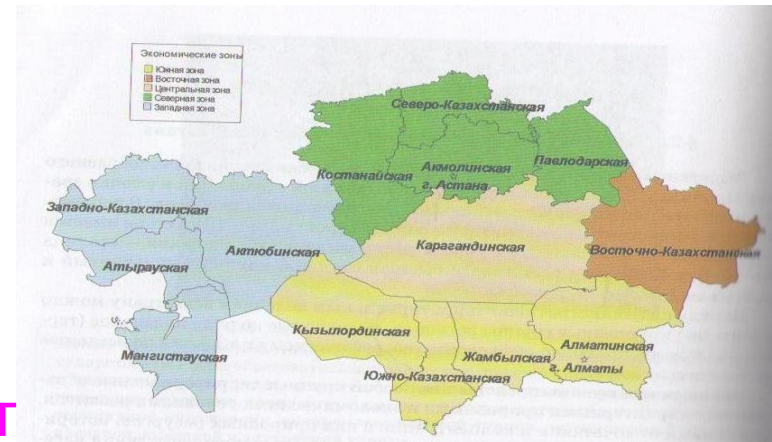 Экономические зоны
Южная зона
Восточная зона
Центральная зона
Северная зона
Западная зона
Северо-Казахстанская
Костанайская
Акмолинская
г. Астана
Павлодарская
Западно-Казахстанская
Актюбинская
Карагандинская
Восточно-Казахстанская
Атырауская
Мангистауская
Кызылординская
Южно-Казахстанская
Жамбылская
Алматинская
г. Алматы